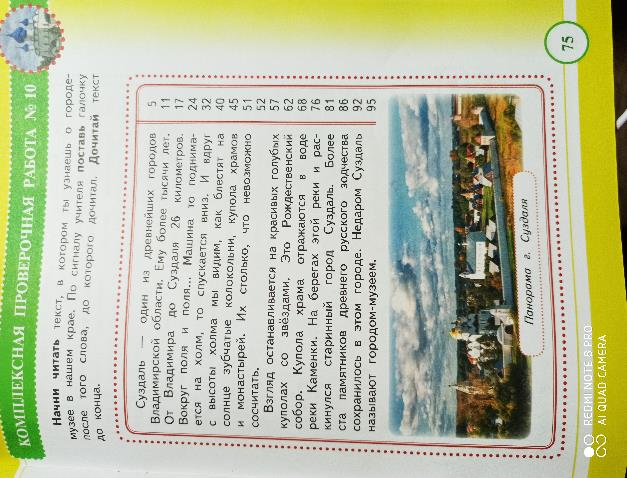 КОМПЛЕКСНАЯ ПРОВЕРОЧНАЯ РАБОТА № 10
Начни читать текст, в котором ты узнаешь о городе-
музее в нашем крае. По сигналу учителя поставь галочку
после того слова, до которого дочитал. Дочитай текст
до конца.
Суздаль — один из древнейших городов 5
Владимирской области. Ему более тысячи лет. 11
От Владимира до Суздаля 26 километров. 17
Вокруг поля и поля... Машина то поднима- 24
ется на холм, то спускается вниз. И вдруг 32
с высоты холма мы видим, как блестят на 40
солнце зубчатые колокольни, купола храмов 45
и монастырей. Их столько, что невозможно 51
сосчитать. 52
Взгляд останавливается на красивых голубых 57
куполах со звёздами. Это Рождественский 62
собор. Купола храма отражаются в воде 68
реки Каменки. На берегах этой реки и рас- 76
кинулся старинный город Суздаль. Более 81
ста памятников древнего русского зодчества 86
сохранилось в этом городе. Недаром Суздаль 92
называют городом-музеем. 95
Панорама г. Суздаля
75
REDMI NOTE 8 PRO
AI QUAD CAMERA